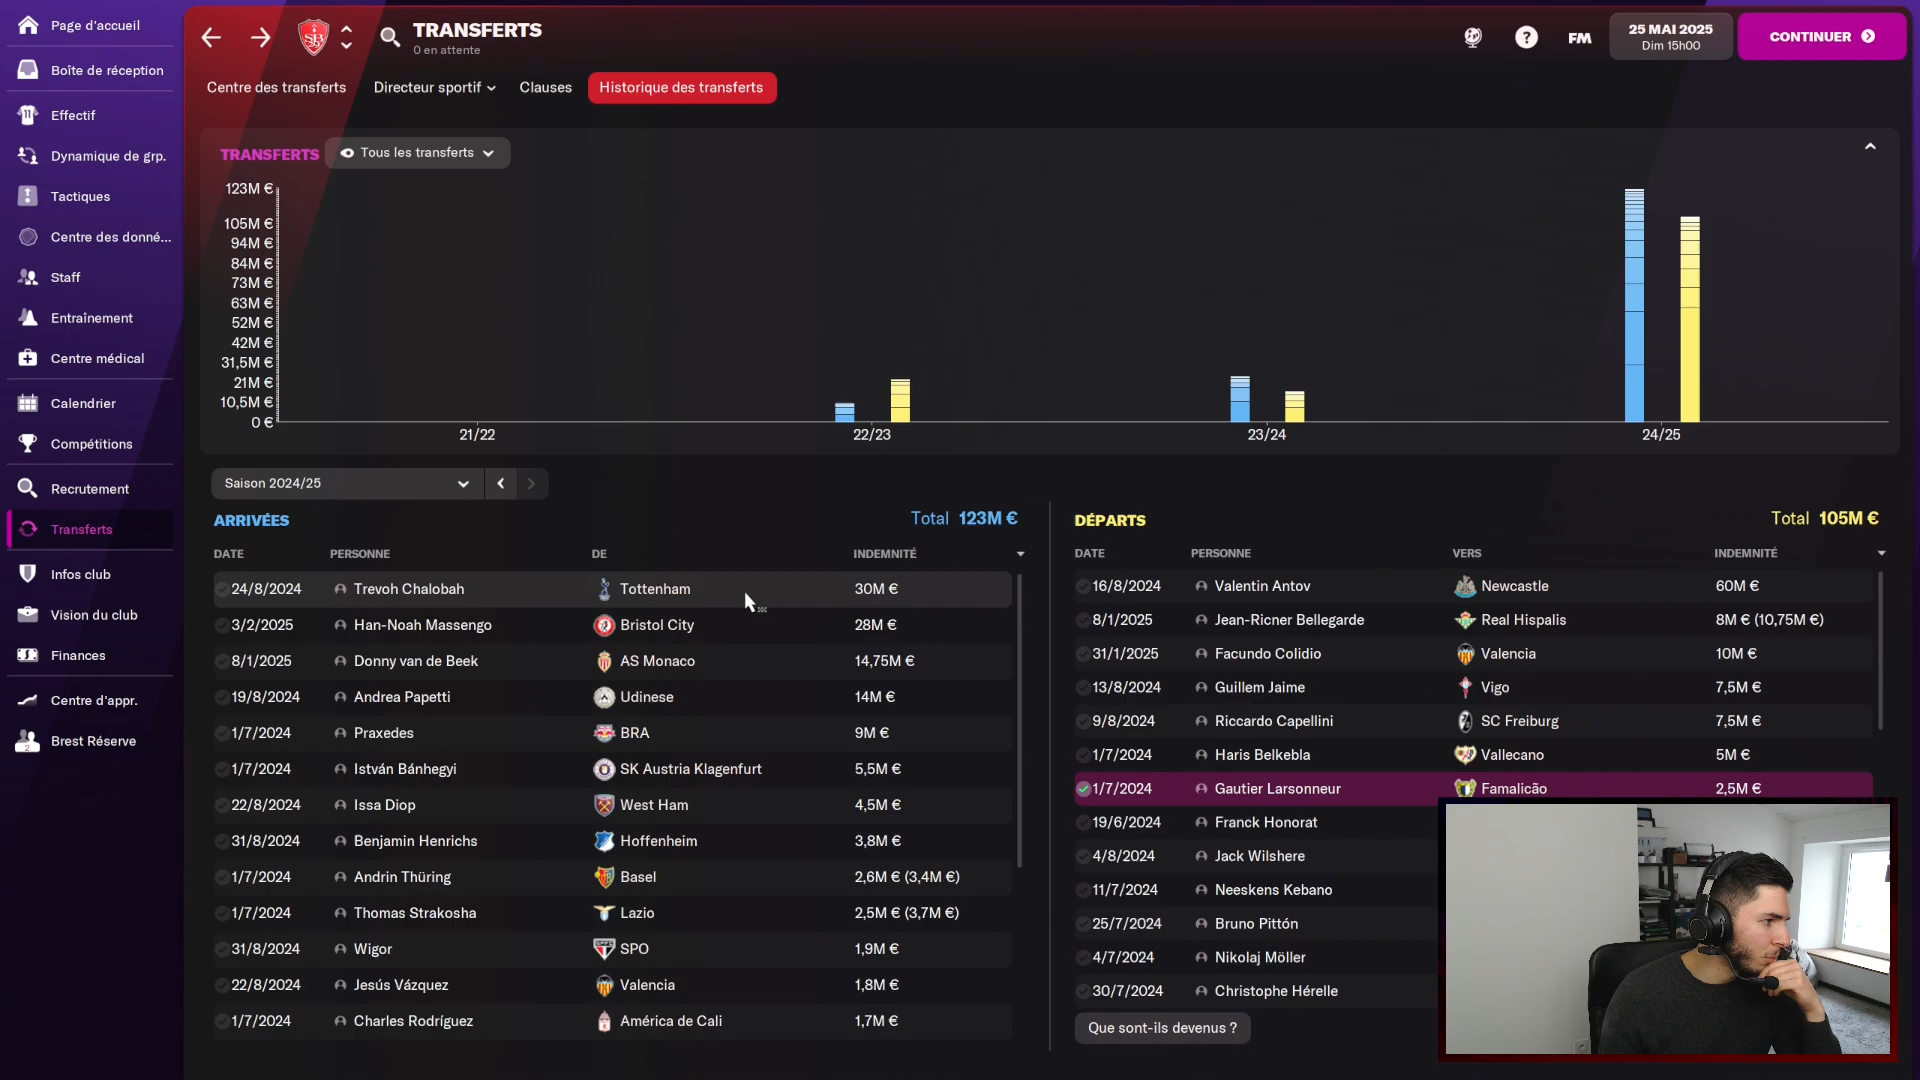 Page d'accueil
Boîte de réception
Effectif
Dynamique de grp.
Tactiques
Centre des donné...
Staff
Entraînement
Centre médical
Calendrier
Compétitions
Recrutement
Transferts
Infos club
Vision du club
Finances
Centre d'appr.
Brest Réserve
TRANSFERTS
0 en attente
FM
25 MAI 2025
Dim 15h00
CONTINUER
Centre des transferts
Directeur sportif
Clauses
Historique des transferts
TRANSFERTS
Tous les transferts
123M €
105M €
94M €
84M €
73M €
63M €
52M €
42M €
31,5M €
21M €
10,5M €
0 €
21/22
22/23
23/24
24/25
Saison 2024/25
ARRIVÉES
Total 123M €
DATE PERSONNE DE INDEMNITÉ
24/8/2024 Trevoh Chalobah Tottenham 30M €
3/2/2025 Han-Noah Massengo Bristol City 28M €
8/1/2025 Donny van de Beek AS Monaco 14,75M €
19/8/2024 Andrea Papetti Udinese 14M €
1/7/2024 Praxedes BRA 9M €
1/7/2024 István Bánhegyi SK Austria Klagenfurt 5,5M €
22/8/2024 Issa Diop West Ham 4,5M €
31/8/2024 Benjamin Henrichs Hoffenheim 3,8M €
1/7/2024 Andrin Thüring Basel 2,6M € (3,4M €)
1/7/2024 Thomas Strakosha Lazio 2,5M € (3,7M €)
31/8/2024 Wigor SPO 1,9M €
22/8/2024 Jesús Vázquez Valencia 1,8M €
1/7/2024 Charles Rodríguez América de Cali 1,7M €
DÉPARTS
Total 105M €
DATE PERSONNE VERS INDEMNITÉ
16/8/2024 Valentin Antov Newcastle 60M €
8/1/2025 Jean-Ricner Bellegarde Real Hispalis 8M € (10,75M €)
31/1/2025 Facundo Colidio Valencia 10M €
13/8/2024 Guillem Jaime Vigo 7,5M €
9/8/2024 Riccardo Capellini SC Freiburg 7,5M €
1/7/2024 Haris Belkebla Vallecano 5M €
1/7/2024 Gautier Larsonneur Famalicão 2,5M €
19/6/2024 Franck Honorat
4/8/2024 Jack Wilshere
11/7/2024 Neeskens Kebano
25/7/2024 Bruno Pittón
4/7/2024 Nikolaj Möller
30/7/2024 Christophe Hérelle
Que sont-ils devenus ?